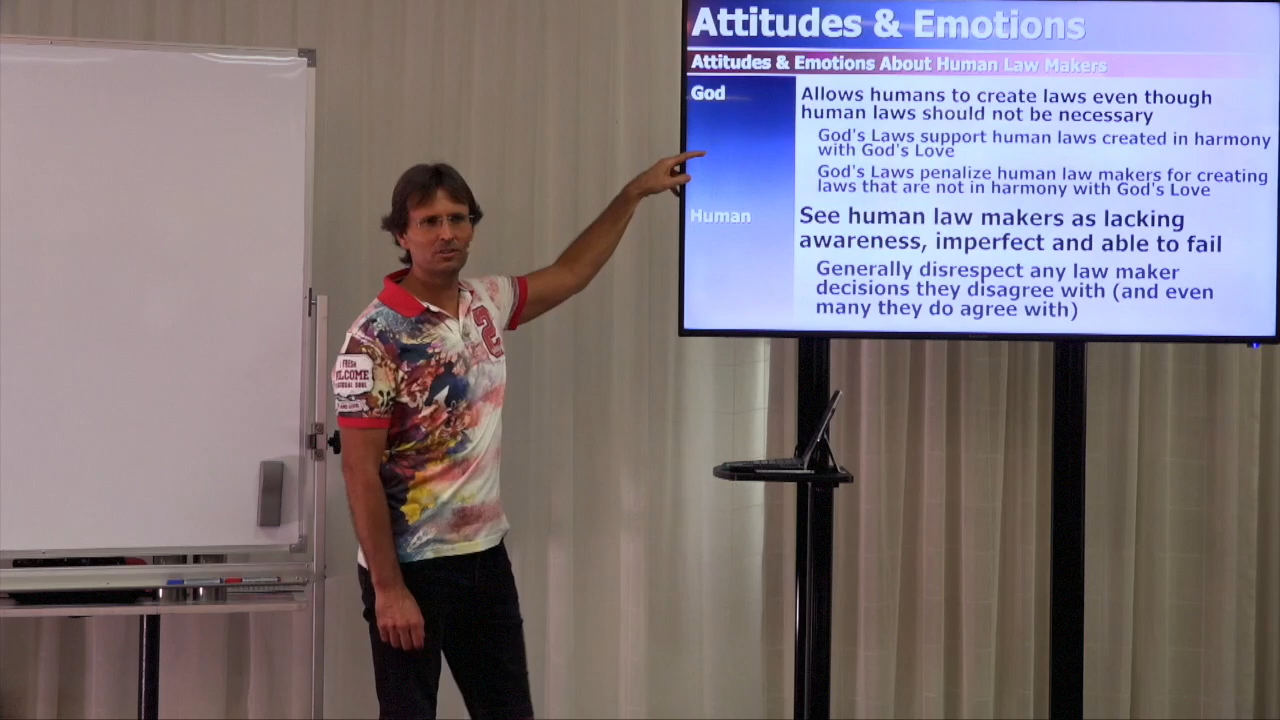 Attitudes & Emotions
Attitudes & Emotions About Human Law Makers
God
Allows humans to create laws even though
human laws should not be necessary
God's Laws support human laws created in harmony
with God's Love
God's Laws penalize human law makers for creating
laws that are not in harmony with God's Love
Human
See human law makers as lacking
awareness, imperfect and able to fail
Generally disrespect any law maker
decisions they disagree with (and even
many they do agree with)
2
FRESH